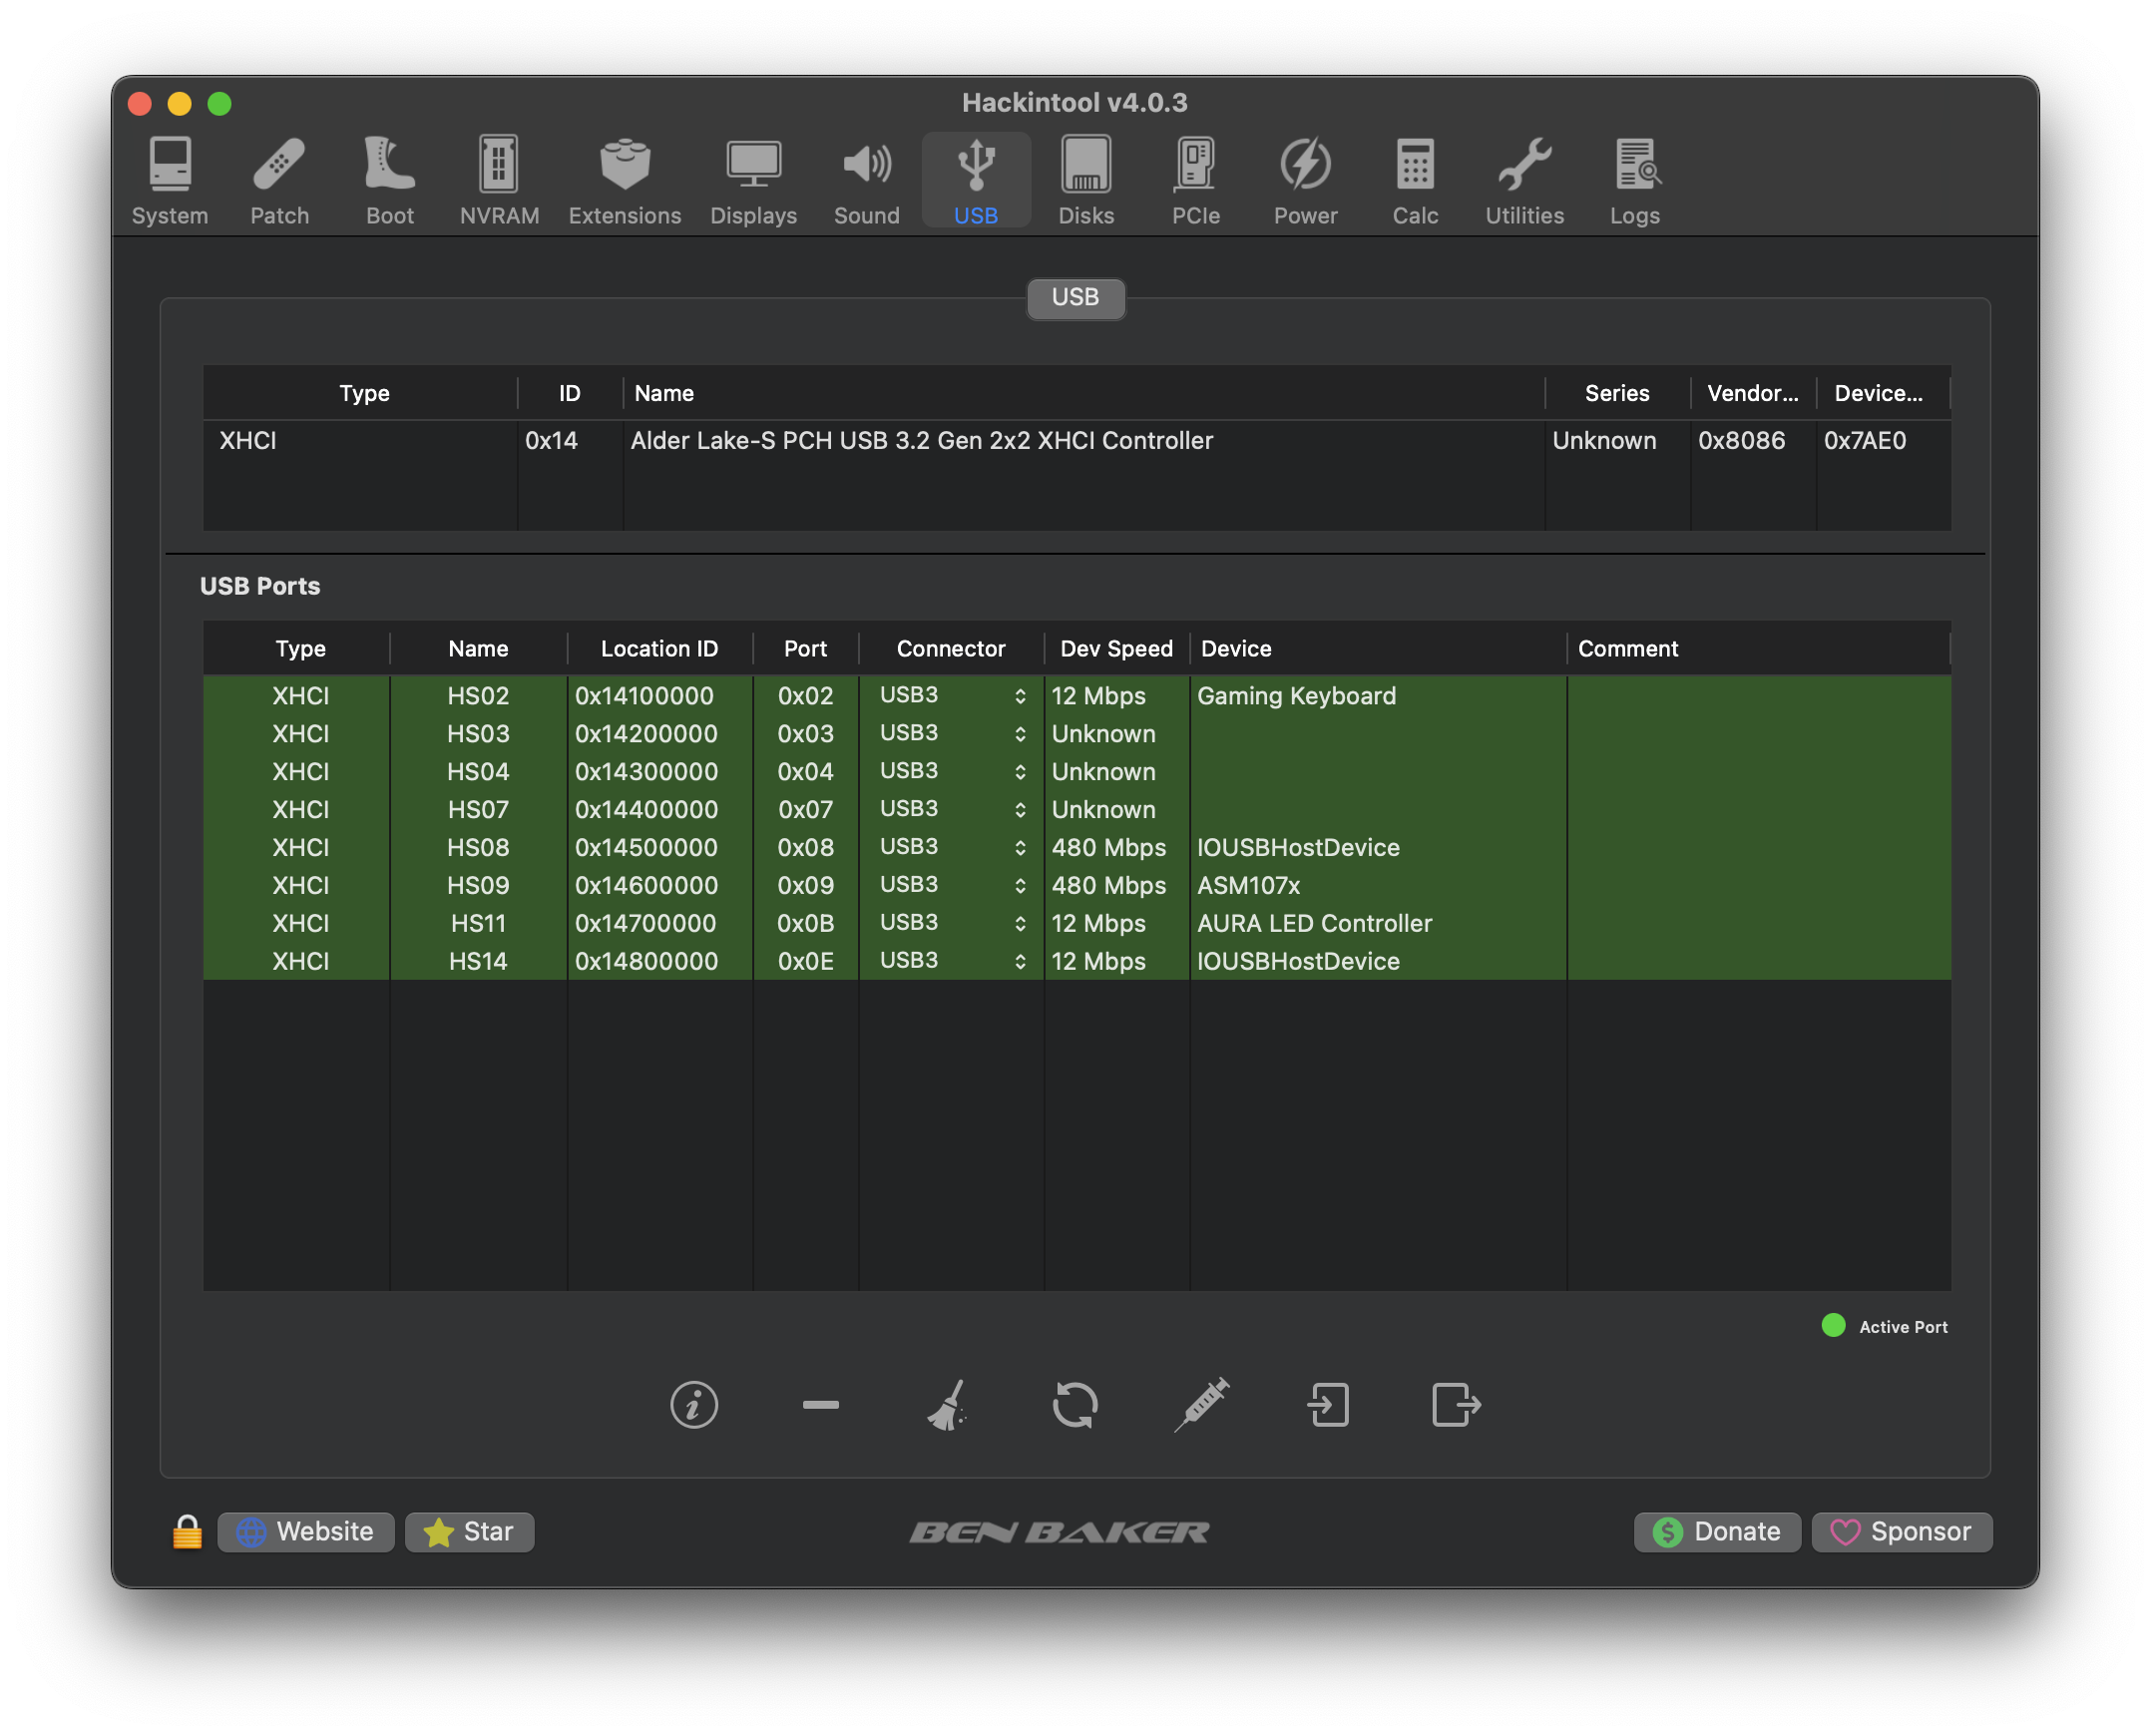 Hackintool v4.0.3
System Patch Boot NVRAM Extensions Displays Sound USB Disks PCIe Power Calc Utilities Logs
USB
Type ID Name Series Vendor... Device...
XHCI 0x14 Alder Lake-S PCH USB 3.2 Gen 2x2 XHCI Controller Unknown 0x8086 0x7AE0
USB Ports
Type Name Location ID Port Connector Dev Speed Device Comment
XHCI HS02 0x14100000 0x02 USB3 12 Mbps Gaming Keyboard
XHCI HS03 0x14200000 0x03 USB3 Unknown
XHCI HS04 0x14300000 0x04 USB3 Unknown
XHCI HS07 0x14400000 0x07 USB3 Unknown
XHCI HS08 0x14500000 0x08 USB3 480 Mbps IOUSBHostDevice
XHCI HS09 0x14600000 0x09 USB3 480 Mbps ASM107x
XHCI HS11 0x14700000 0x0B USB3 12 Mbps AURA LED Controller
XHCI HS14 0x14800000 0x0E USB3 12 Mbps IOUSBHostDevice
Active Port
Website Star BEN BAKER Donate Sponsor